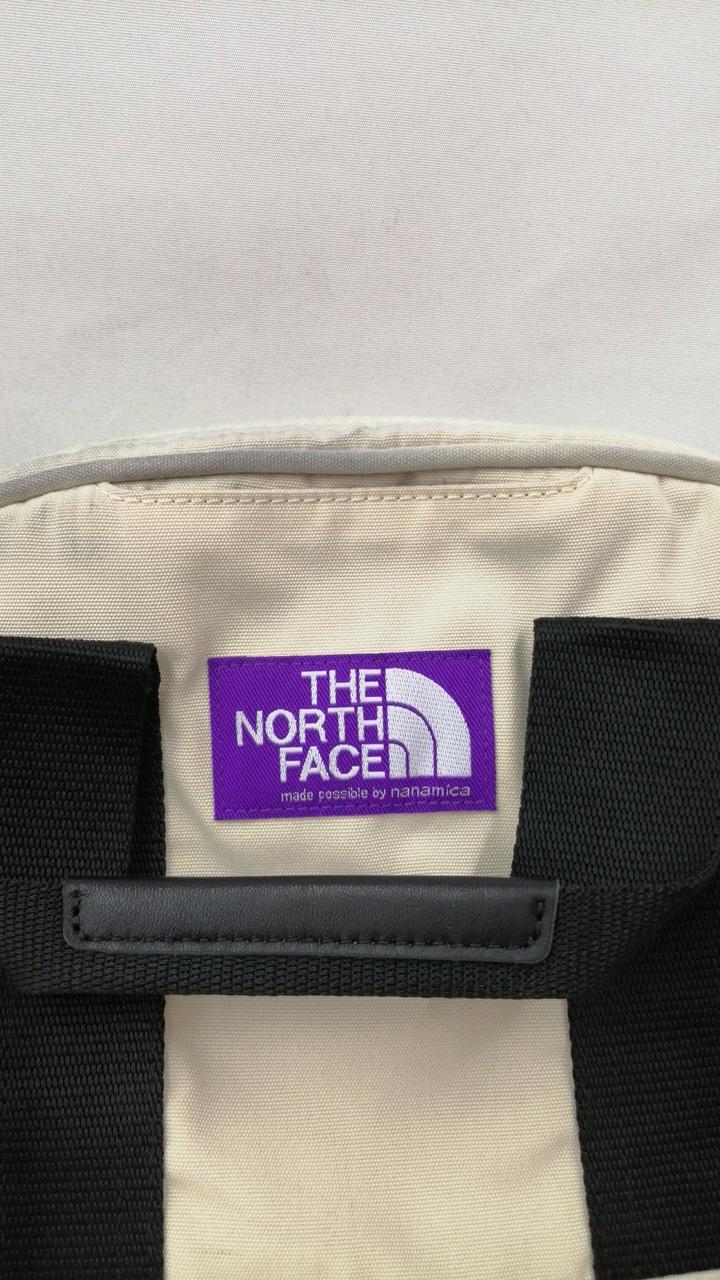 THE
NORTH
FACE
made possible by nanamica